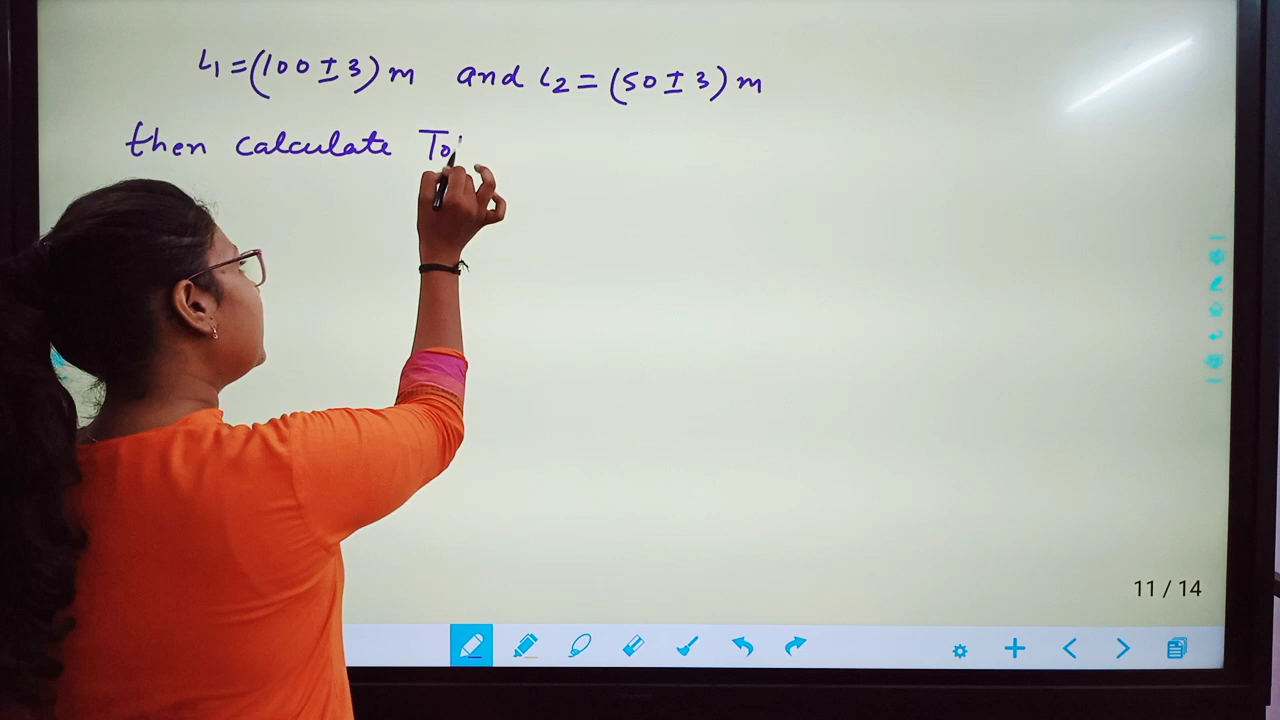 L1 = (100 ± 3) m and L2 = (50 ± 3) m
then calculate To
11 / 14